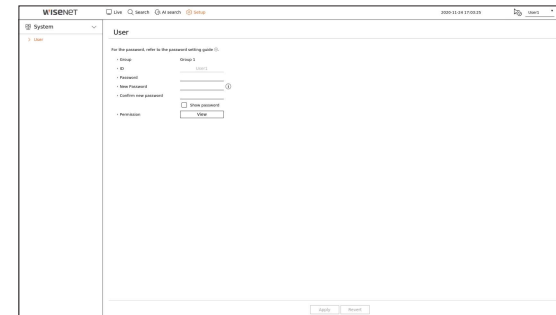 WISENET
Live Search AI search Setup 2020-11-24 17:03:25 User1
System
User
User
For the password, refer to the password setting guide
Group Group 1
ID User1
Password
New Password
Confirm new password
Show password
Permission View
Apply Revert